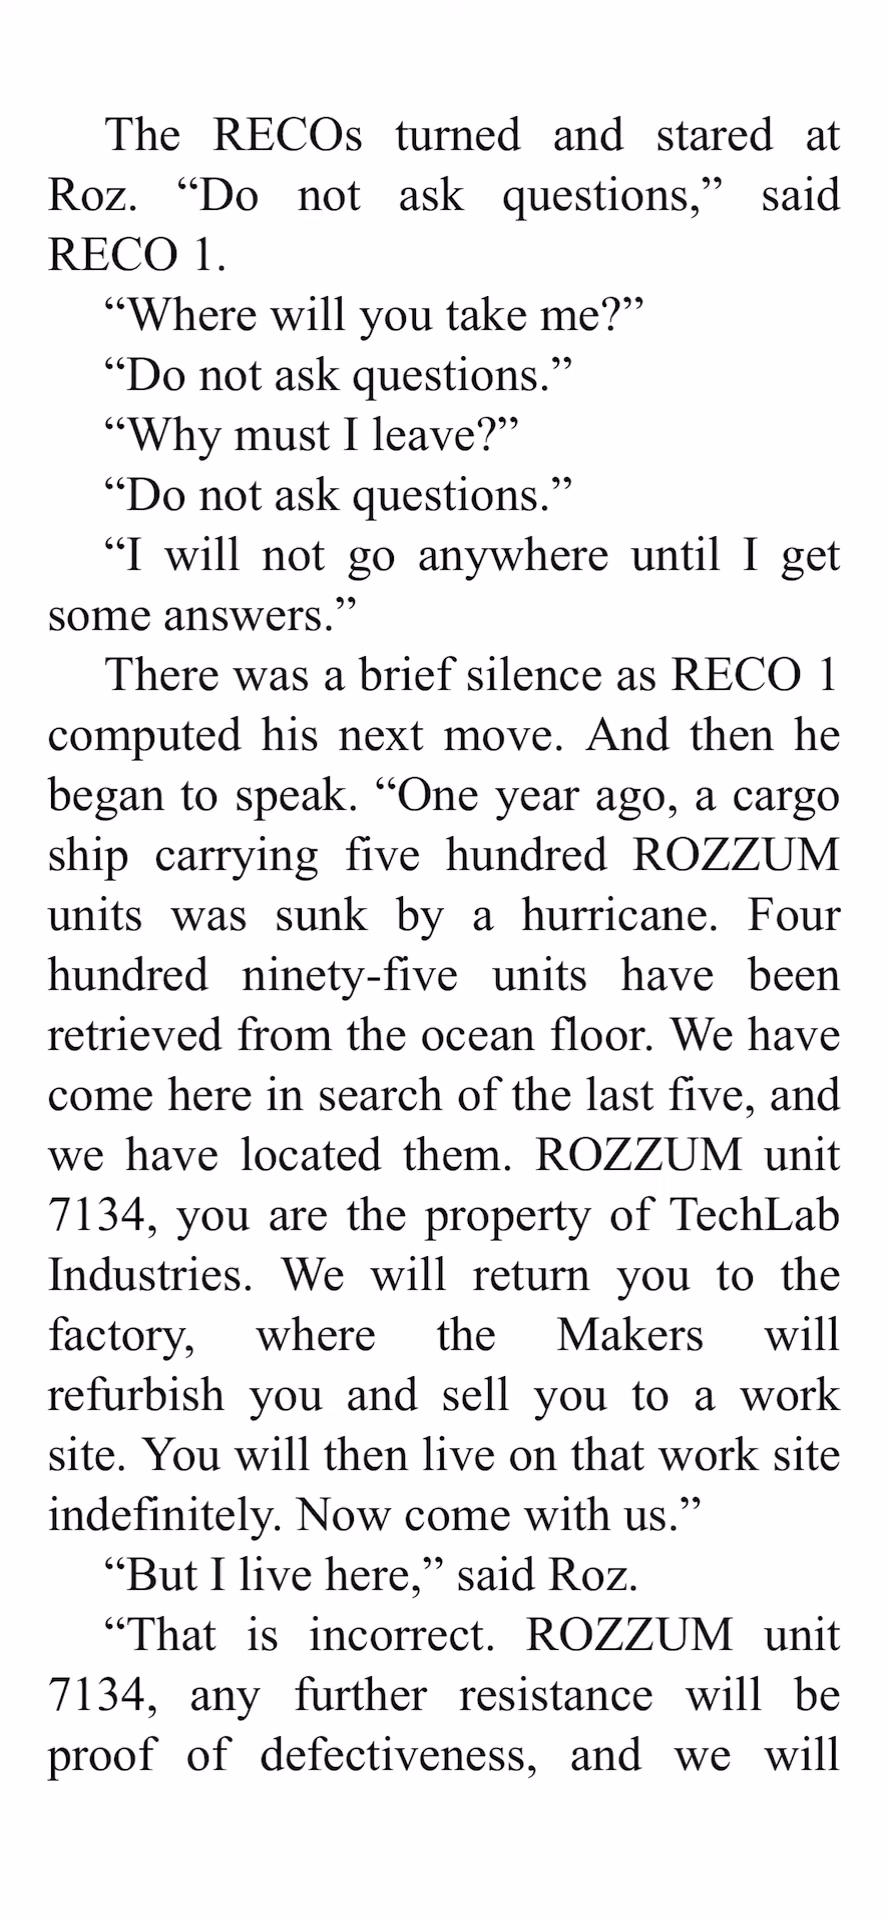 The RECOs turned and stared at
Roz. “Do not ask questions,” said
RECO 1.
“Where will you take me?”
“Do not ask questions.”
“Why must I leave?”
“Do not ask questions.”
“I will not go anywhere until I get
some answers.”
There was a brief silence as RECO 1
computed his next move. And then he
began to speak. “One year ago, a cargo
ship carrying five hundred ROZZUM
units was sunk by a hurricane. Four
hundred ninety-five units have been
retrieved from the ocean floor. We have
come here in search of the last five, and
we have located them. ROZZUM unit
7134, you are the property of TechLab
Industries. We will return you to the
factory, where the Makers will
refurbish you and sell you to a work
site. You will then live on that work site
indefinitely. Now come with us.”
“But I live here,” said Roz.
“That is incorrect. ROZZUM unit
7134, any further resistance will be
proof of defectiveness, and we will